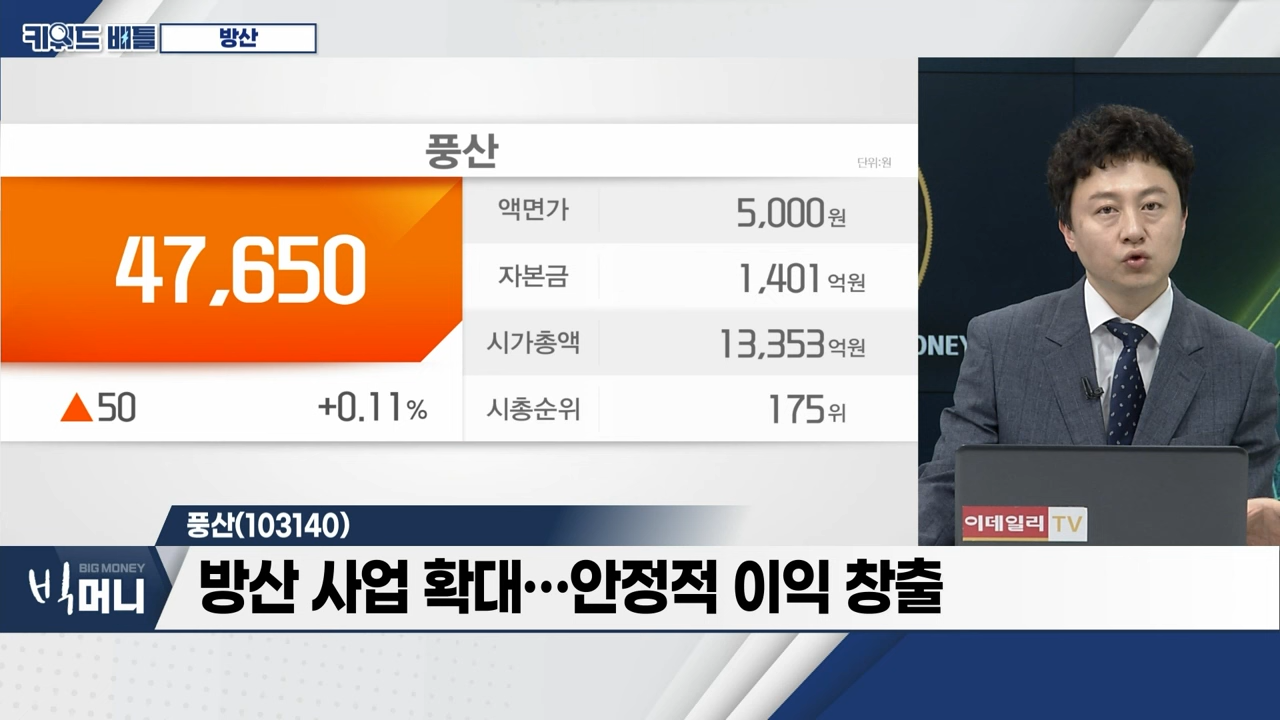 키워드 배틀 방산
풍산
단위:원
47,650
▲50 +0.11%
액면가 5,000원
자본금 1,401억원
시가총액 13,353억원
시총순위 175위
ONEY
이데일리TV
풍산(103140)
BIG MONEY
빅머니
방산 사업 확대…안정적 이익 창출